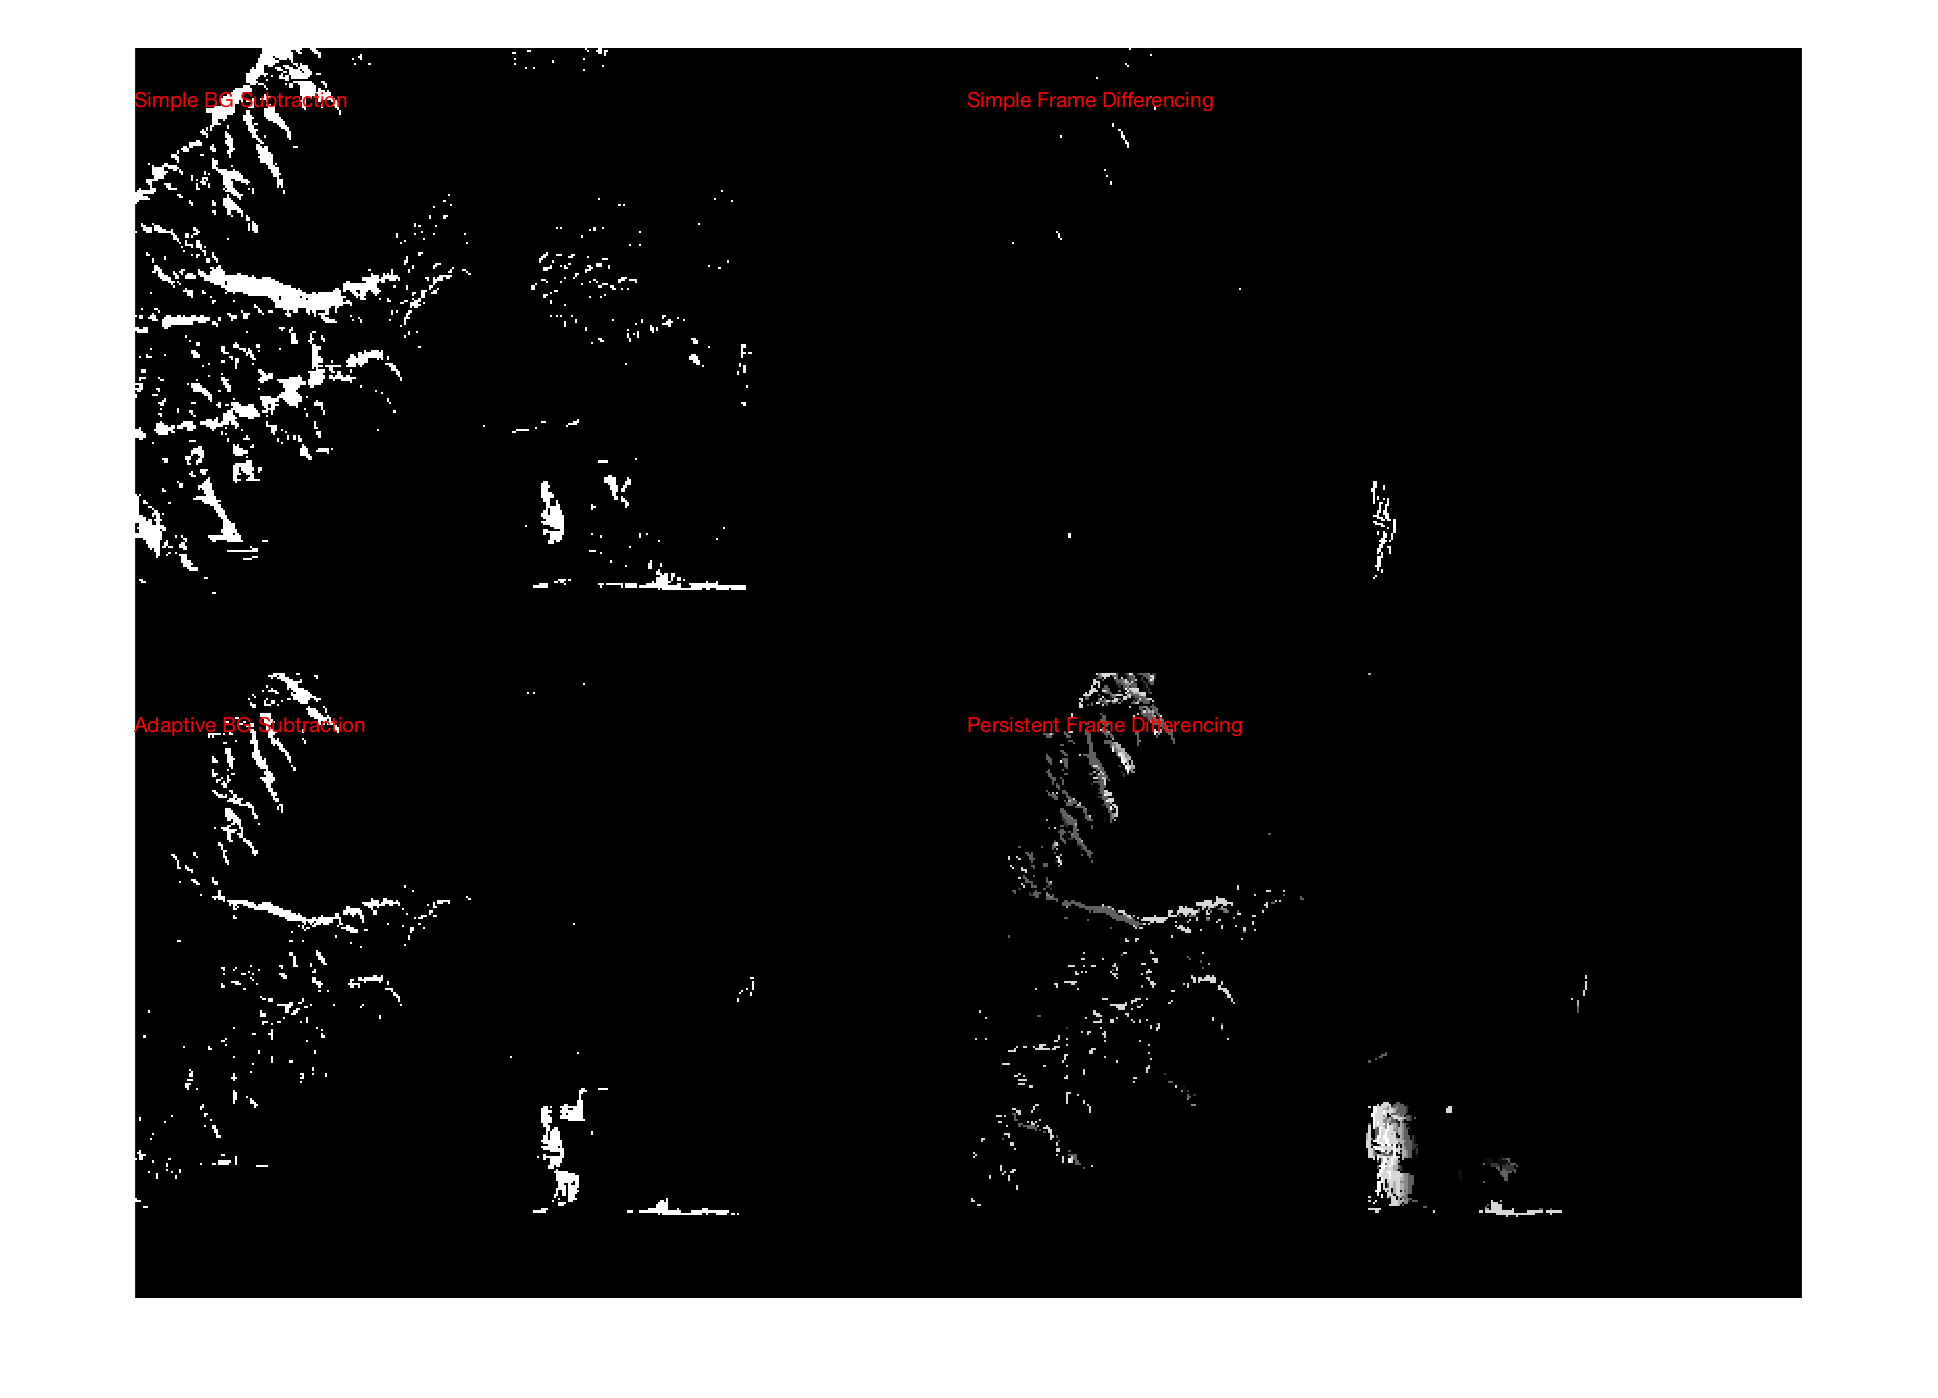 Simple BG Subtraction
Simple Frame Differencing
Adaptive BG Subtraction
Persistent Frame Differencing